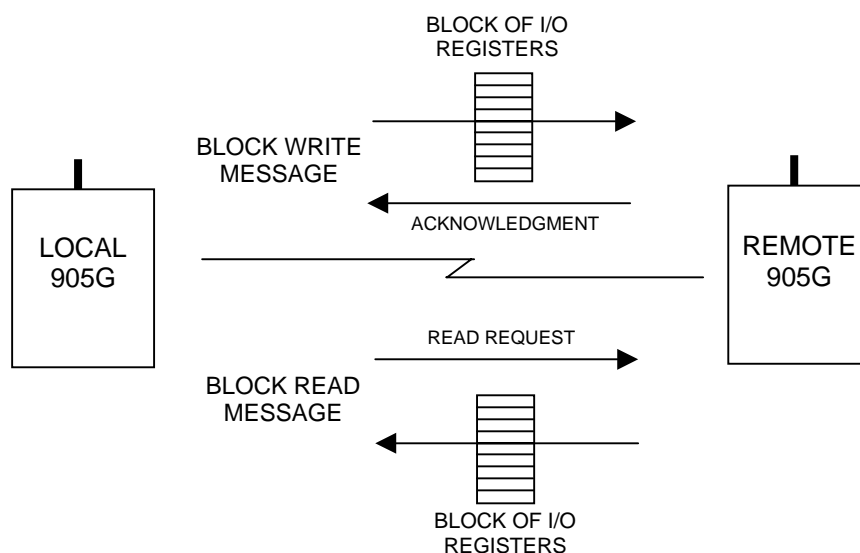 BLOCK OF I/O
REGISTERS
BLOCK WRITE
MESSAGE
ACKNOWLEDGMENT
LOCAL
905G
REMOTE
905G
READ REQUEST
BLOCK READ
MESSAGE
BLOCK OF I/O
REGISTERS